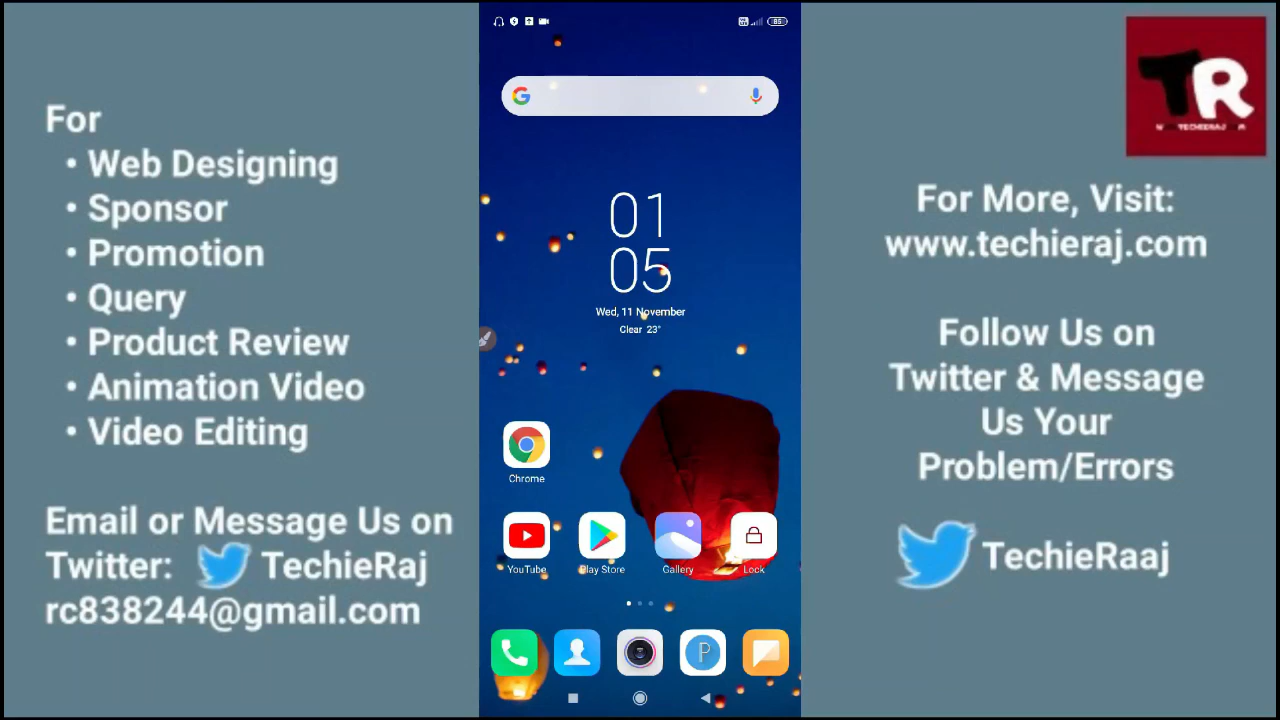 For
• Web Designing
• Sponsor
• Promotion
• Query
• Product Review
• Animation Video
• Video Editing
Email or Message Us on
Twitter: TechieRaj
rc838244@gmail.com
85
01
05
Wed, 11 November
Clear 23°
Chrome
YouTube
Play Store
Gallery
Lock
P
TR
For More, Visit:
www.techieraj.com
Follow Us on
Twitter & Message
Us Your
Problem/Errors
TechieRaaj